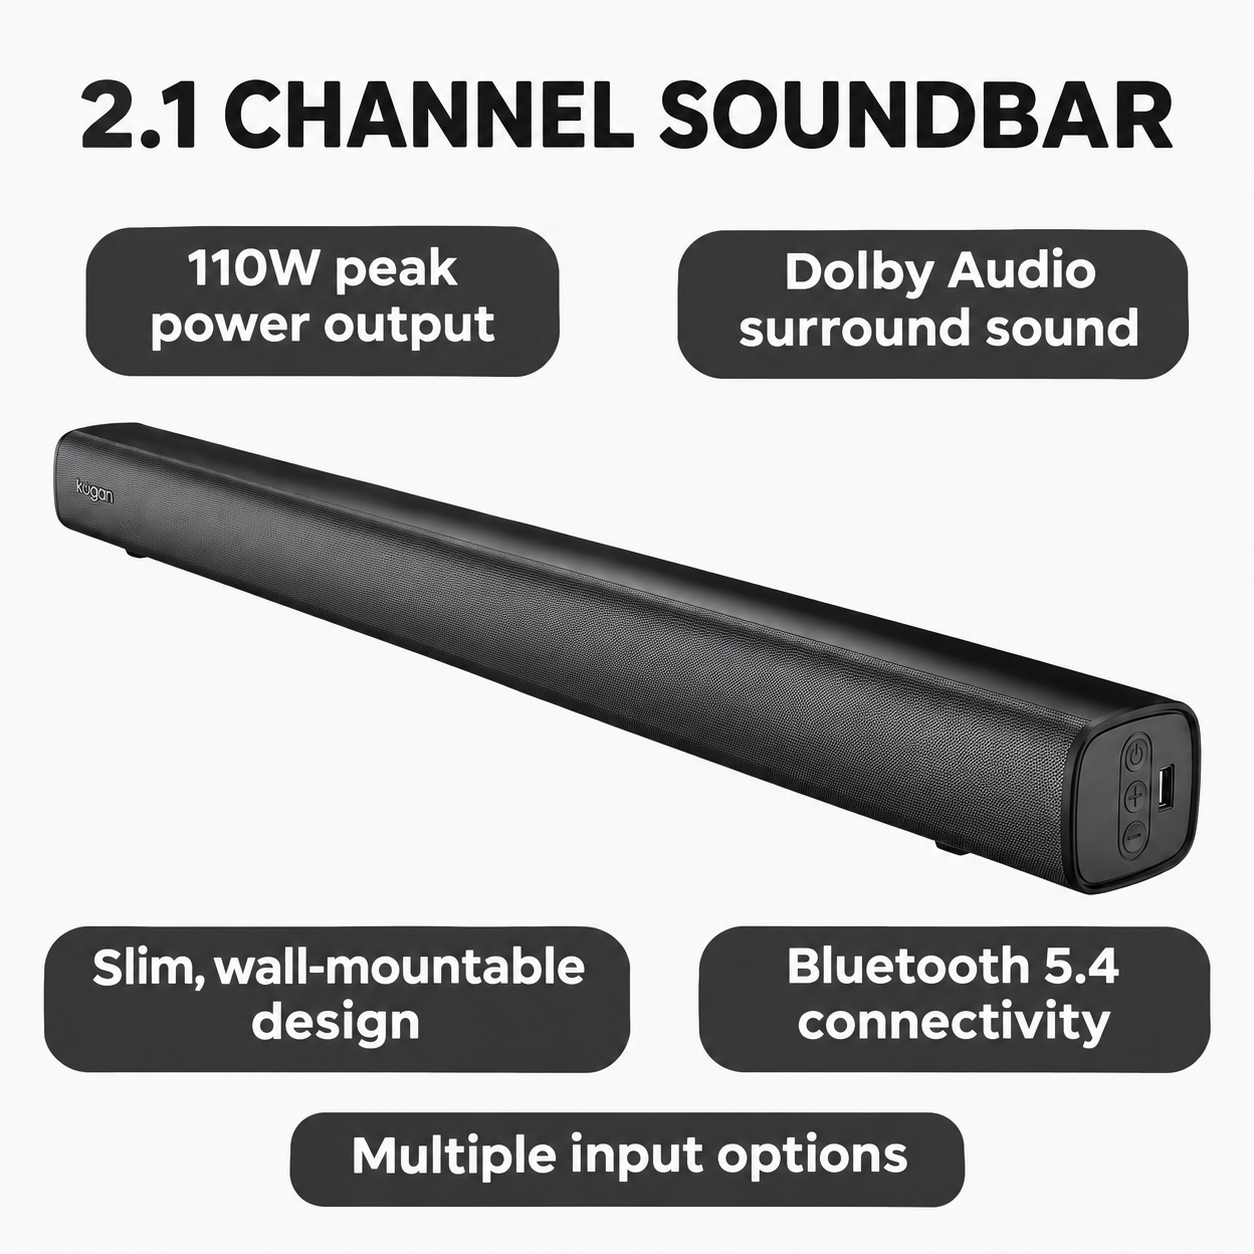 2.1 CHANNEL SOUNDBAR
110W peak
power output
Dolby Audio
surround sound
kogan
Slim, wall-mountable
design
Bluetooth 5.4
connectivity
Multiple input options